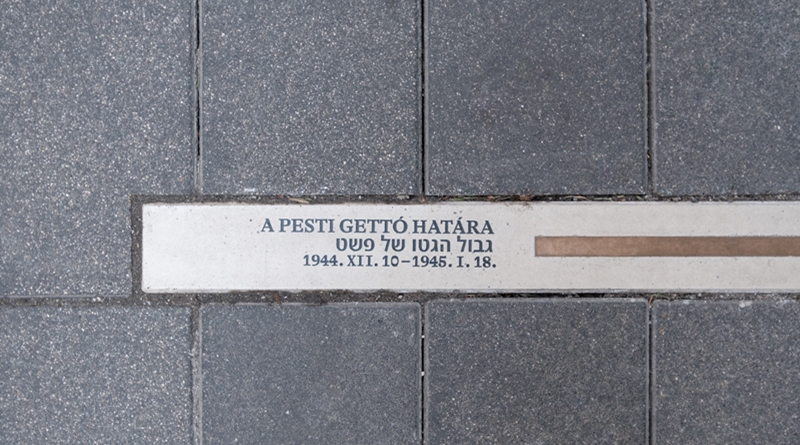 A PESTI GETTÓ HATÁRA
גבול הגטו של פשט
1944. XII. 10–1945. I. 18.